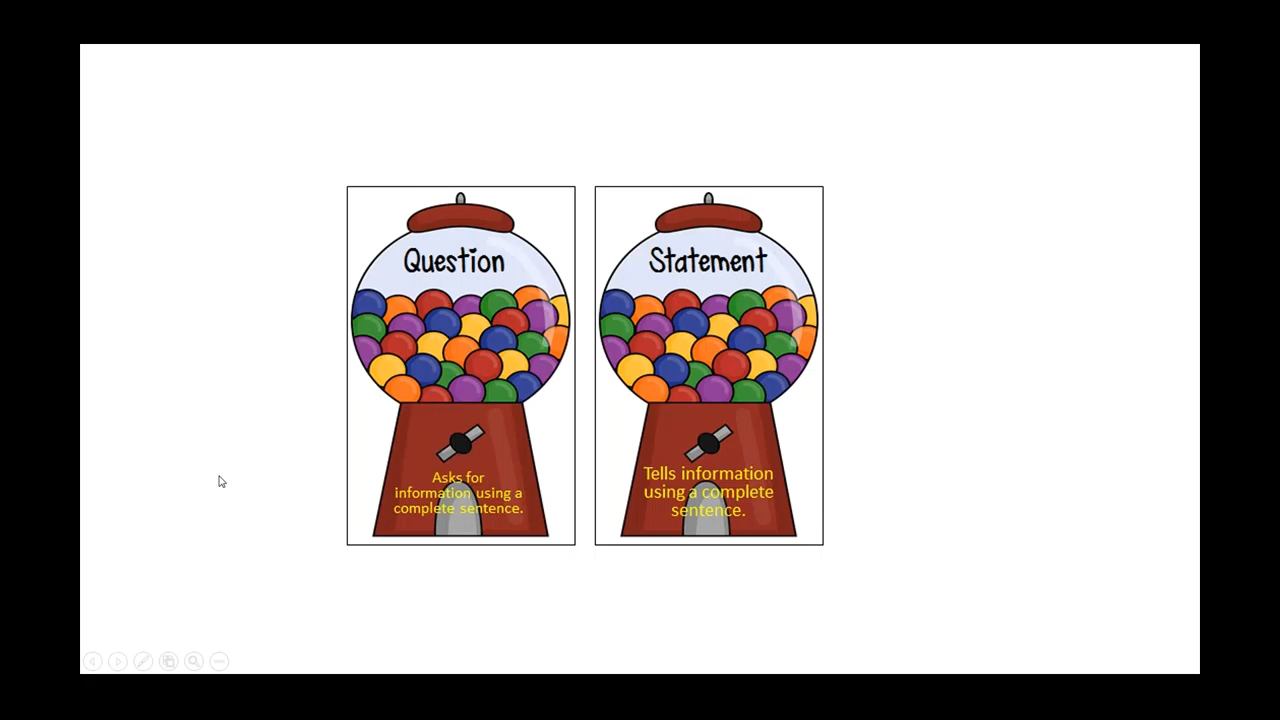 Question
Asks for
information using a
complete sentence.
Statement
Tells information
using a complete
sentence.